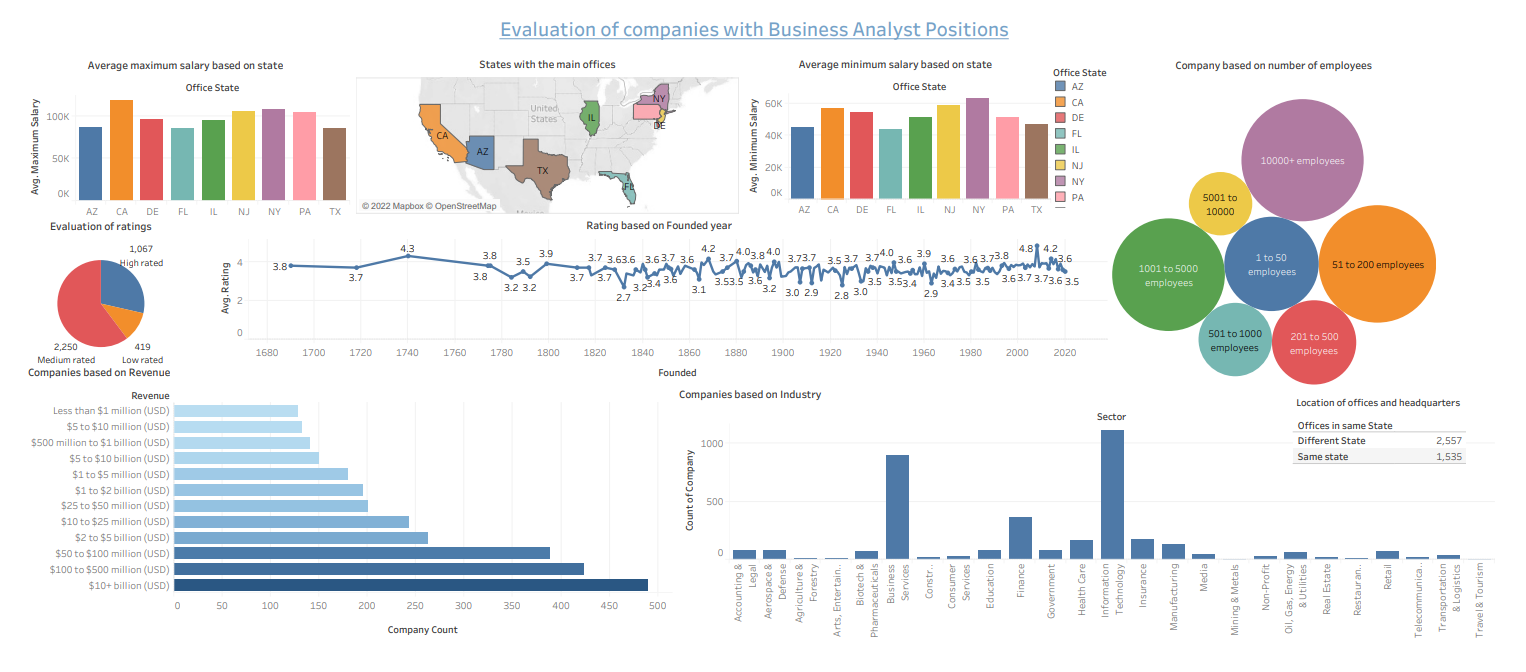 Evaluation of companies with Business Analyst Positions
Average maximum salary based on state
Office State
Avg. Maximum Salary
100K
50K
0K
AZ CA DE FL IL NJ NY PA TX
States with the main offices
United
States
CA
AZ
TX
IL
NY
DE
FL
© 2022 Mapbox © OpenStreetMap
Average minimum salary based on state
Office State
Avg. Minimum Salary
60K
40K
20K
0K
AZ CA DE FL IL NJ NY PA TX
Office State
AZ
CA
DE
FL
IL
NJ
NY
PA
Company based on number of employees
10000+ employees
5001 to
10000
1001 to 5000
employees
1 to 50
employees
51 to 200 employees
501 to 1000
employees
201 to 500
employees
Evaluation of ratings
1,067
High rated
2,250
Medium rated
419
Low rated
Rating based on Founded year
Avg. Rating
4
2
0
3.8 3.7 4.3 3.8 3.8 3.2 3.5 3.2 3.9 3.7 3.7 3.7 3.6 2.7 3.6 3.2 3.6 3.4 3.7 3.6 3.6 3.1 4.2 3.7 3.5 4.0 3.5 3.8 3.6 3.2 4.0 3.7 3.0 3.7 2.9 3.5 2.8 3.7 3.0 3.7 3.5 3.5 3.5 3.4 3.9 2.9 3.6 3.4 3.5 3.6 3.5 3.7 3.8 3.6 3.7 4.8 3.7 4.2 3.6 3.6 3.5
1680 1700 1720 1740 1760 1780 1800 1820 1840 1860 1880 1900 1920 1940 1960 1980 2000 2020
Founded
Companies based on Revenue
Revenue
Less than $1 million (USD)
$5 to $10 million (USD)
$500 million to $1 billion (USD)
$5 to $10 billion (USD)
$1 to $5 million (USD)
$1 to $2 billion (USD)
$25 to $50 million (USD)
$10 to $25 million (USD)
$2 to $5 billion (USD)
$50 to $100 million (USD)
$100 to $500 million (USD)
$10+ billion (USD)
0 50 100 150 200 250 300 350 400 450 500
Company Count
Companies based on Industry
Sector
Count of Company
1000
500
0
Accounting &
Legal
Aerospace &
Defense
Agriculture &
Forestry
Arts, Entertain..
Biotech &
Pharmaceuticals
Business
Services
Constr..
Consumer
Services
Education
Finance
Government
Health Care
Information
Technology
Insurance
Manufacturing
Media
Mining & Metals
Non-Profit
Oil, Gas, Energy
& Utilities
Real Estate
Restauran..
Retail
Telecommunica..
Transportation
& Logistics
Travel & Tourism
Location of offices and headquarters
Offices in same State
Different State 2,557
Same state 1,535